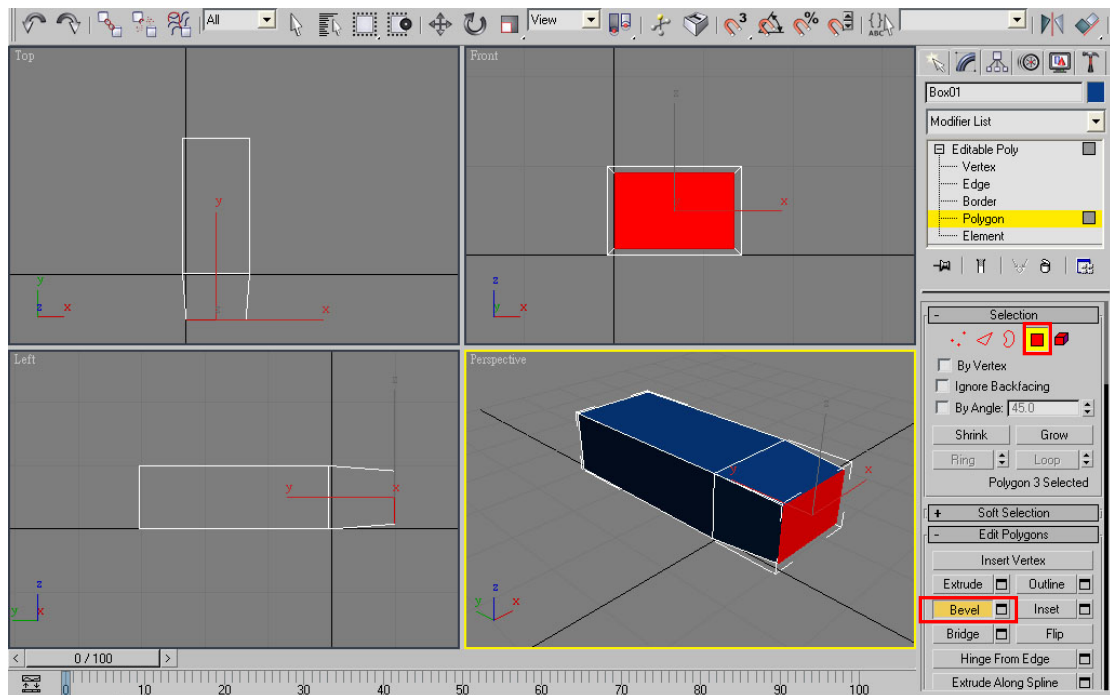 All
View
ABC
Top
Front
Left
Perspective
y
x
z
z
x
y
x
z
x
z
y
x
z
y
x
z
y
x
z
y
x
z
y
x
Box01
Modifier List
Editable Poly
Vertex
Edge
Border
Polygon
Element
- Selection
By Vertex
Ignore Backfacing
By Angle: 45.0
Shrink Grow
Ring Loop
Polygon 3 Selected
+ Soft Selection
- Edit Polygons
Insert Vertex
Extrude Outline
Bevel Inset
Bridge Flip
Hinge From Edge
Extrude Along Spline
< 0 / 100 >
0 10 20 30 40 50 60 70 80 90 100